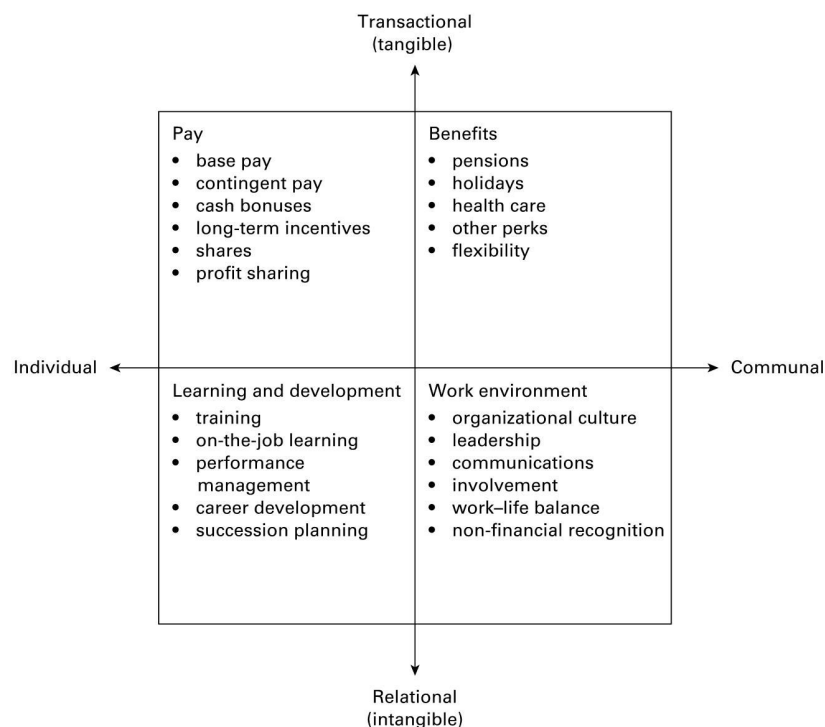 Transactional
(tangible)
Pay
• base pay
• contingent pay
• cash bonuses
• long-term incentives
• shares
• profit sharing
Benefits
• pensions
• holidays
• health care
• other perks
• flexibility
Individual
Communal
Learning and development
• training
• on-the-job learning
• performance
management
• career development
• succession planning
Work environment
• organizational culture
• leadership
• communications
• involvement
• work–life balance
• non-financial recognition
Relational
(intangible)